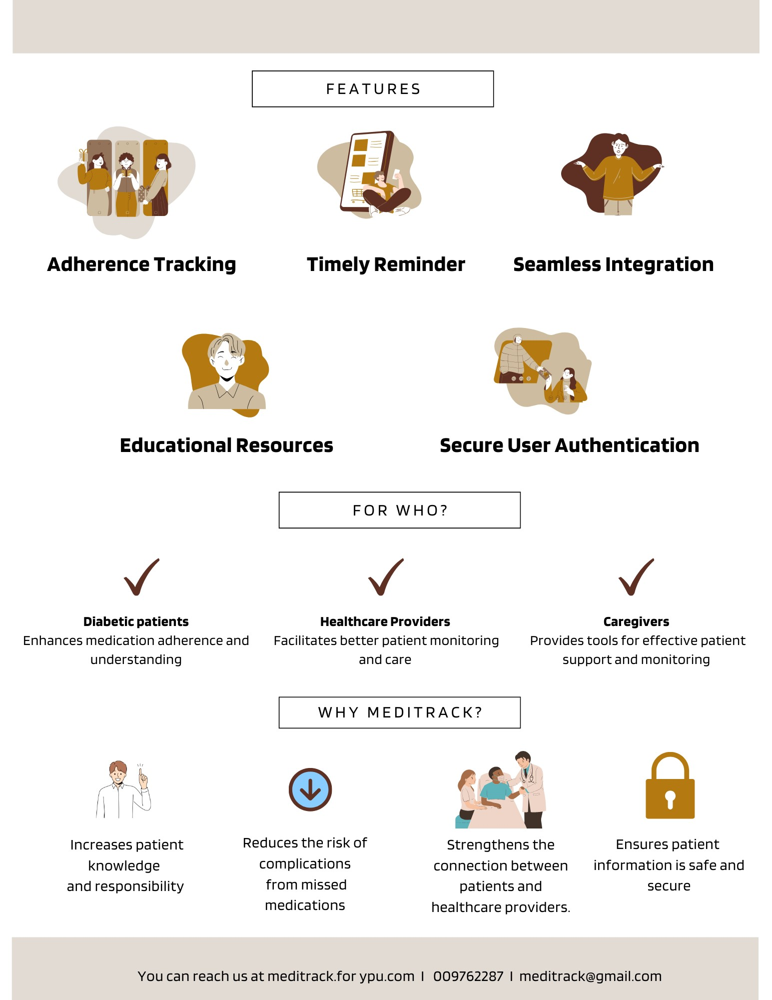 FEATURES
Adherence Tracking
Timely Reminder
Seamless Integration
Educational Resources
Secure User Authentication
FOR WHO?
Diabetic patients
Enhances medication adherence and
understanding
Healthcare Providers
Facilitates better patient monitoring
and care
Caregivers
Provides tools for effective patient
support and monitoring
WHY MEDITRACK?
Increases patient
knowledge
and responsibility
Reduces the risk of
complications
from missed
medications
Strengthens the
connection between
patients and
healthcare providers.
Ensures patient
information is safe and
secure
You can reach us at meditrack.for ypu.com I 009762287 I meditrack@gmail.com